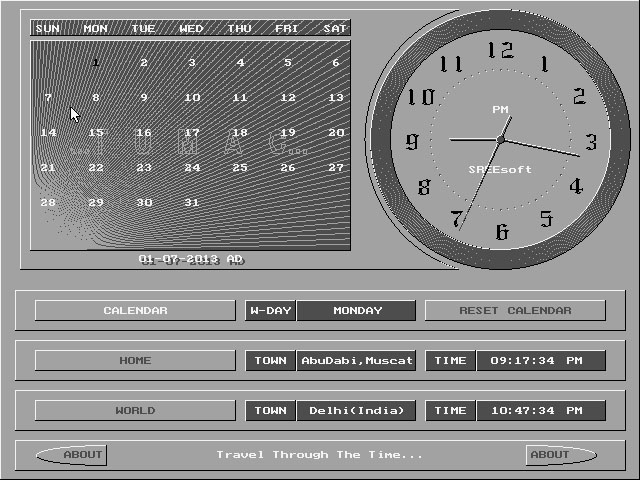 SUN MON TUE WED THU FRI SAT
1 2 3 4 5 6
7 8 9 10 11 12 13
14 15 16 17 18 19 20
...T U M A C...
21 22 23 24 25 26 27
28 29 30 31
01-07-2013 AD
12
11 1
10 2
PM
9 3
SREEsoft
8 4
7 5
6
CALENDAR W-DAY MONDAY RESET CALENDAR
HOME TOWN AbuDabi,Muscat TIME 09:17:34 PM
WORLD TOWN Delhi(India) TIME 10:47:34 PM
ABOUT Travel Through The Time... ABOUT